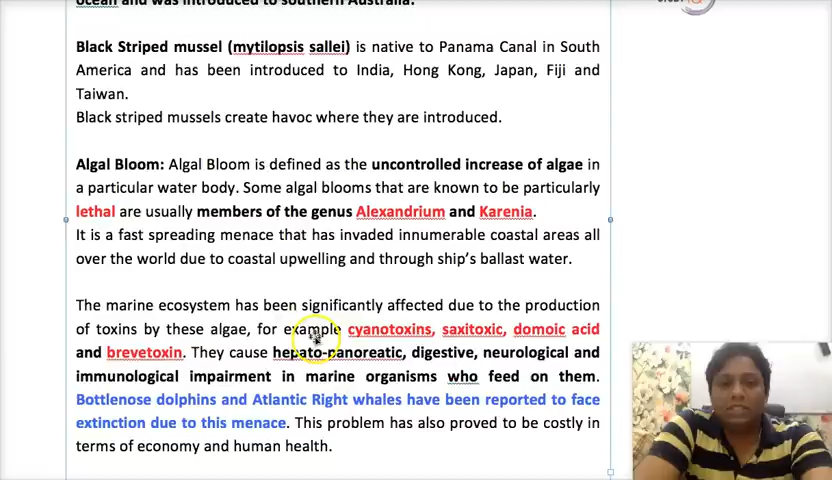 ocean and was introduced to southern Australia.
Black Striped mussel (mytilopsis sallei) is native to Panama Canal in South
America and has been introduced to India, Hong Kong, Japan, Fiji and
Taiwan.
Black striped mussels create havoc where they are introduced.
Algal Bloom: Algal Bloom is defined as the uncontrolled increase of algae in
a particular water body. Some algal blooms that are known to be particularly
lethal are usually members of the genus Alexandrium and Karenia.
It is a fast spreading menace that has invaded innumerable coastal areas all
over the world due to coastal upwelling and through ship's ballast water.
The marine ecosystem has been significantly affected due to the production
of toxins by these algae, for example cyanotoxins, saxitoxic, domoic acid
and brevetoxin. They cause hepato-panoreatic, digestive, neurological and
immunological impairment in marine organisms who feed on them.
Bottlenose dolphins and Atlantic Right whales have been reported to face
extinction due to this menace. This problem has also proved to be costly in
terms of economy and human health.